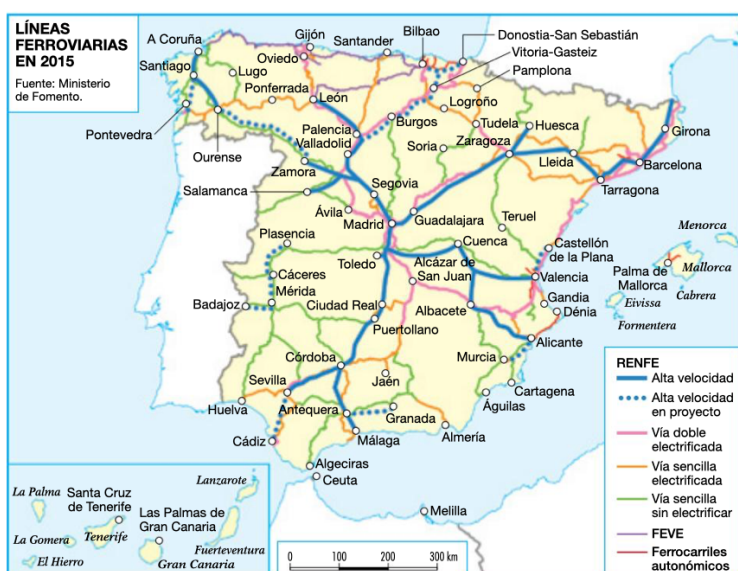 LÍNEAS
FERROVIARIAS
EN 2015
Fuente: Ministerio
de Fomento.
A Coruña
Santiago
Lugo
Pontevedra
Ourense
Ponferrada
Gijón
Oviedo
León
Santander
Bilbao
Donostia-San Sebastián
Vitoria-Gasteiz
Pamplona
Logroño
Burgos
Palencia
Valladolid
Zamora
Salamanca
Soria
Tudela
Zaragoza
Huesca
Lleida
Girona
Barcelona
Tarragona
Segovia
Ávila
Madrid
Guadalajara
Teruel
Plasencia
Toledo
Cuenca
Alcázar de
San Juan
Castellón
de la Plana
Valencia
Cáceres
Mérida
Badajoz
Ciudad Real
Puertollano
Albacete
Gandia
Dénia
Alicante
Menorca
Palma de
Mallorca
Mallorca
Cabrera
Eivissa
Formentera
Córdoba
Sevilla
Jaén
Murcia
Cartagena
Águilas
Huelva
Antequera
Granada
Almería
Cádiz
Málaga
Algeciras
Ceuta
Melilla
La Palma
Santa Cruz
de Tenerife
Tenerife
La Gomera
El Hierro
Las Palmas de
Gran Canaria
Gran Canaria
Lanzarote
Fuerteventura
0 100 200 300 km
RENFE
Alta velocidad
Alta velocidad
en proyecto
Vía doble
electrificada
Vía sencilla
electrificada
Vía sencilla
sin electrificar
FEVE
Ferrocarriles
autonómicos